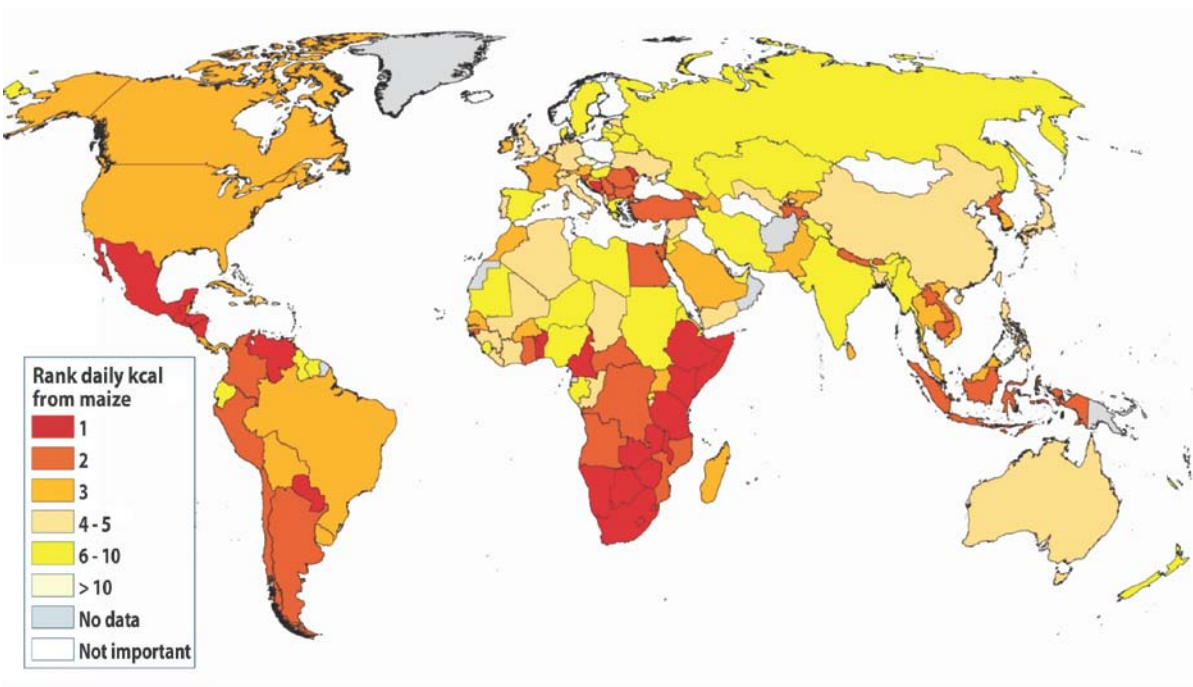 Rank daily kcal
from maize
1
2
3
4 - 5
6 - 10
> 10
No data
Not important